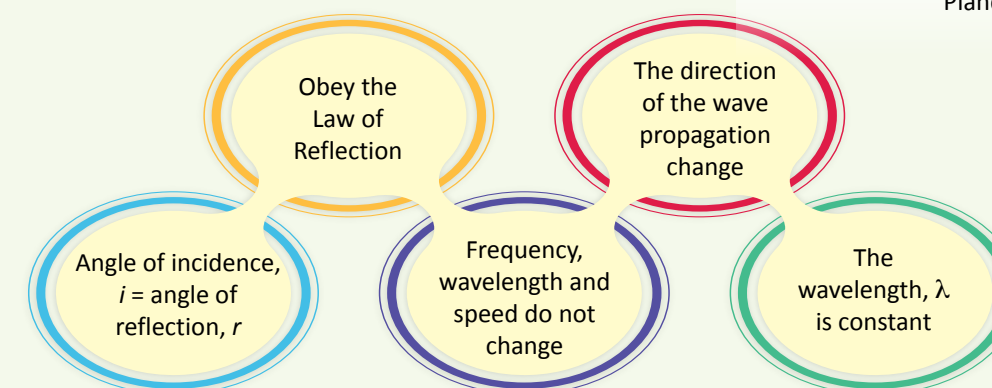 Obey the
Law of
Reflection
The direction
of the wave
propagation
change
Angle of incidence,
i = angle of
reflection, r
Frequency,
wavelength and
speed do not
change
The
wavelength, λ
is constant